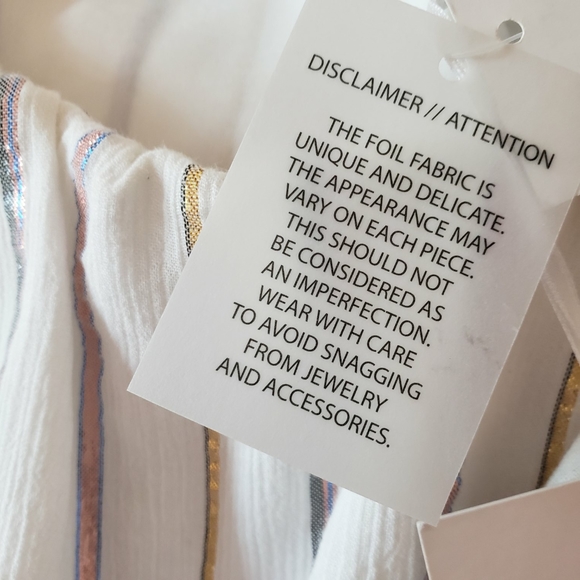 DISCLAIMER // ATTENTION
THE FOIL FABRIC IS
UNIQUE AND DELICATE.
THE APPEARANCE MAY
VARY ON EACH PIECE.
THIS SHOULD NOT
BE CONSIDERED AS
AN IMPERFECTION.
WEAR WITH CARE
TO AVOID SNAGGING
FROM JEWELRY
AND ACCESSORIES.